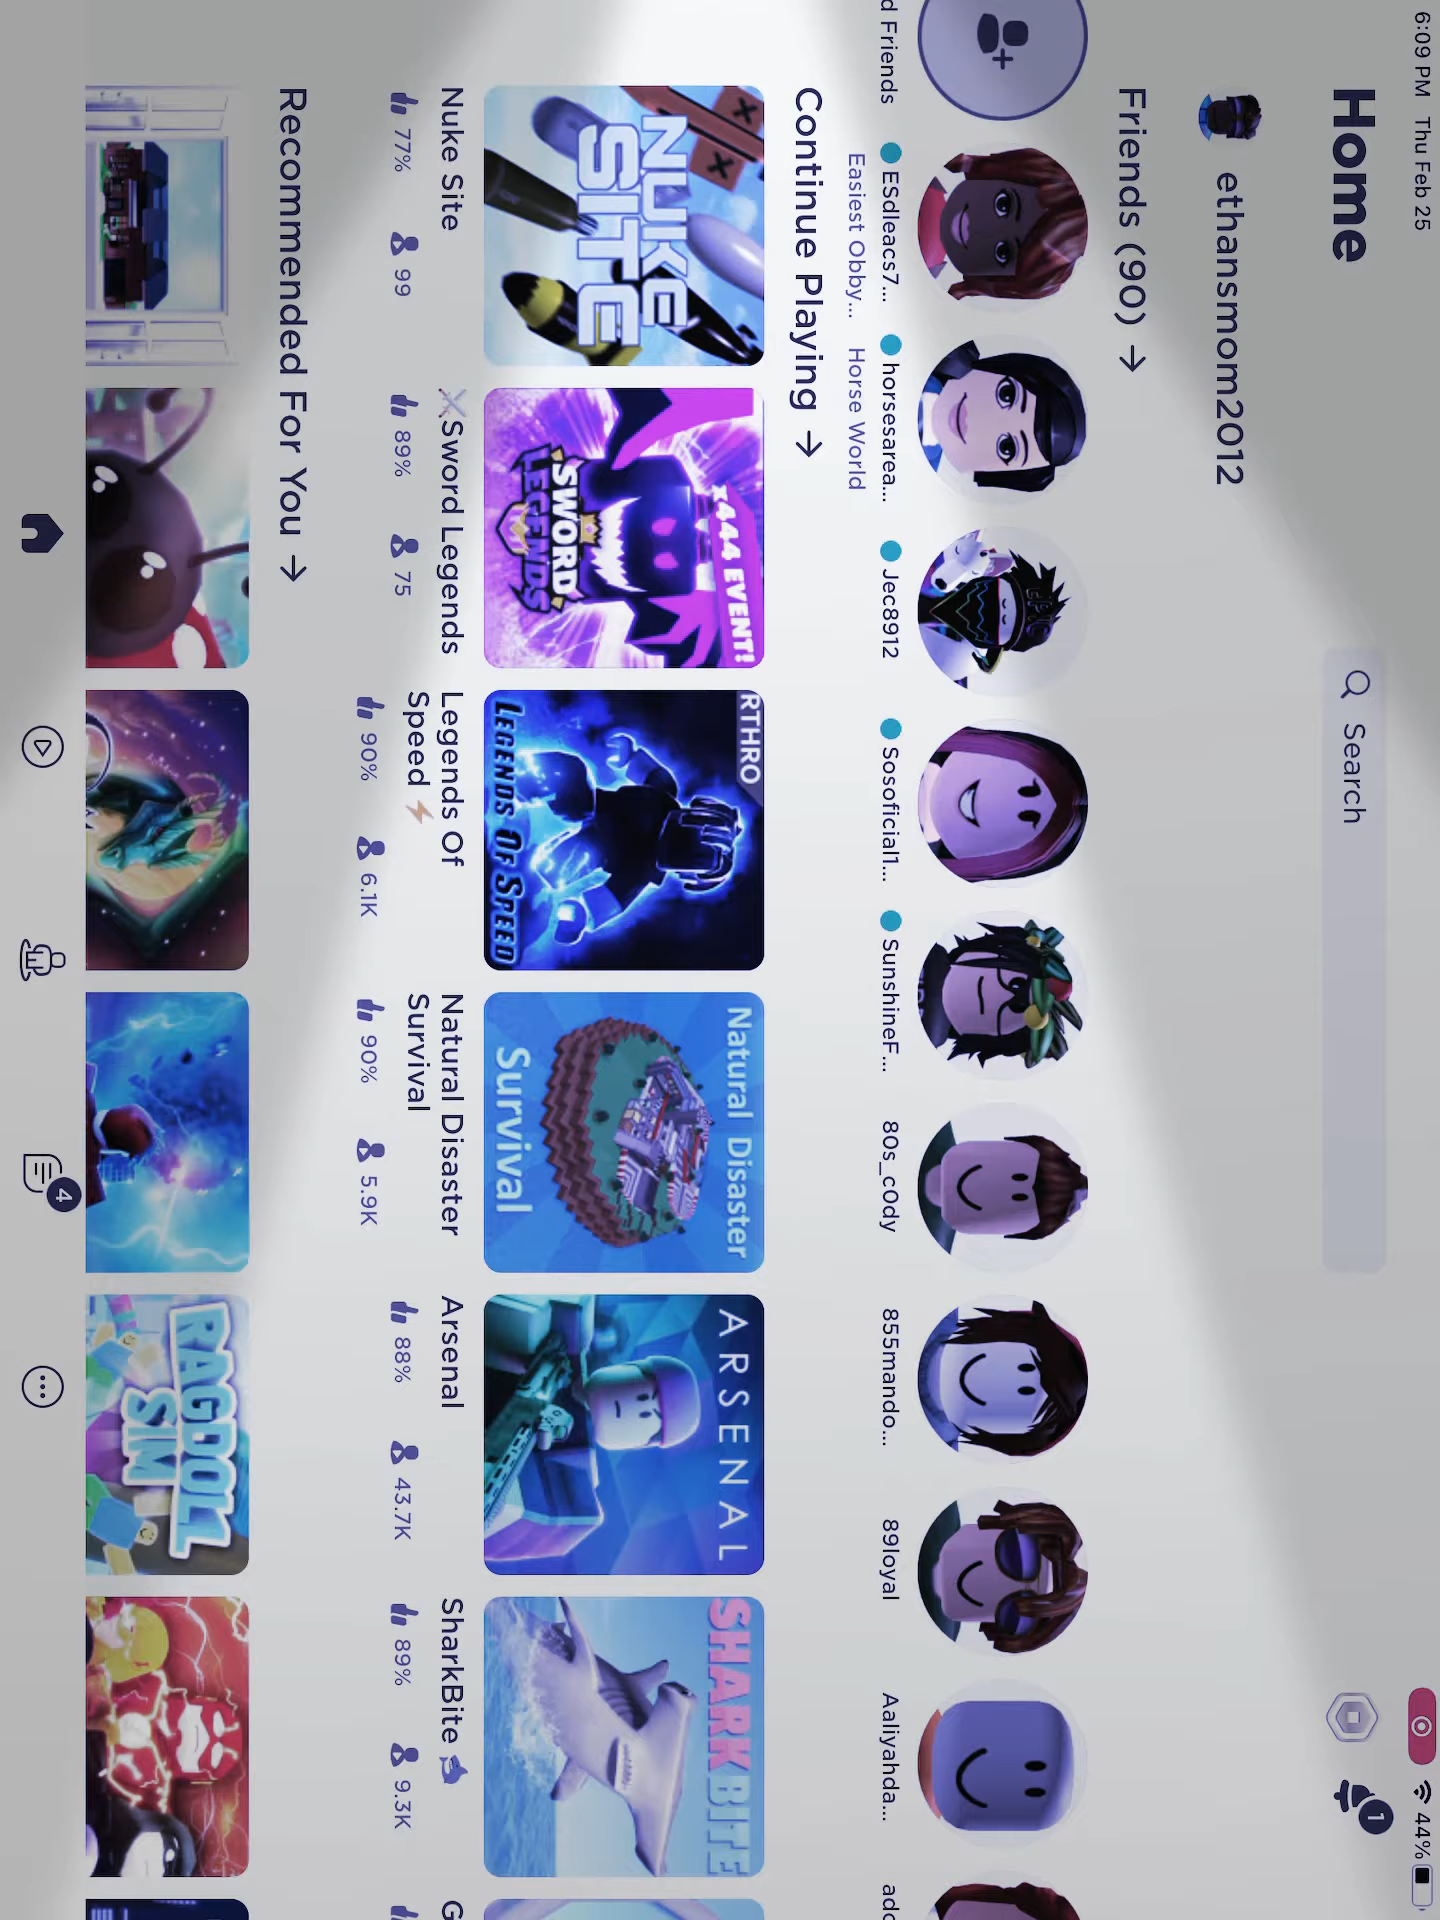 6:09 PM Thu Feb 25
44%
Home
Search
1
ethansmom2012
Friends (90) →
d Friends
ESdleacs7...
Easiest Obby...
horsesarea...
Horse World
Jec8912
Sosoficial1...
SunshineF...
80s_c0dy
855mando...
89loyal
Aaliyahda...
adc
Continue Playing →
NUKE
SITE
x444 EVENT!
SWORD
LEGENDS
RTHRO
LEGENDS OF SPEED
Natural Disaster
Survival
ARSENAL
SHARKBITE
Nuke Site
77% 99
Sword Legends
89% 75
Legends Of
Speed
90% 6.1K
Natural Disaster
Survival
90% 5.9K
Arsenal
88% 43.7K
SharkBite
89% 9.3K
G
Recommended For You →
RAGDOLL
SIM
4